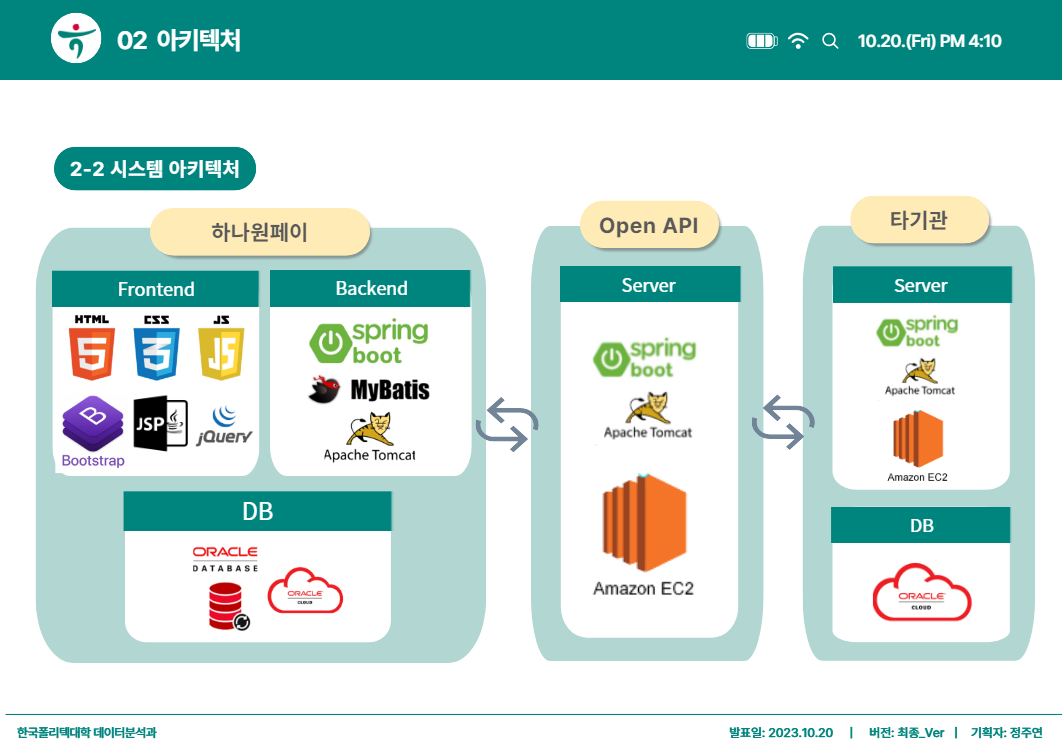 02 아키텍처
10.20.(Fri) PM 4:10
2-2 시스템 아키텍처
하나원페이
Frontend
HTML
5
CSS
3
JS
JS
B
Bootstrap
JSP
jQuery
Backend
spring
boot
MyBatis
Apache Tomcat
DB
ORACLE
DATABASE
ORACLE
CLOUD
Open API
Server
spring
boot
Apache Tomcat
Amazon EC2
타기관
Server
spring
boot
Apache Tomcat
Amazon EC2
DB
ORACLE
CLOUD
한국폴리텍대학 데이터분석과
발표일: 2023.10.20 | 버전: 최종_Ver | 기획자: 정주연